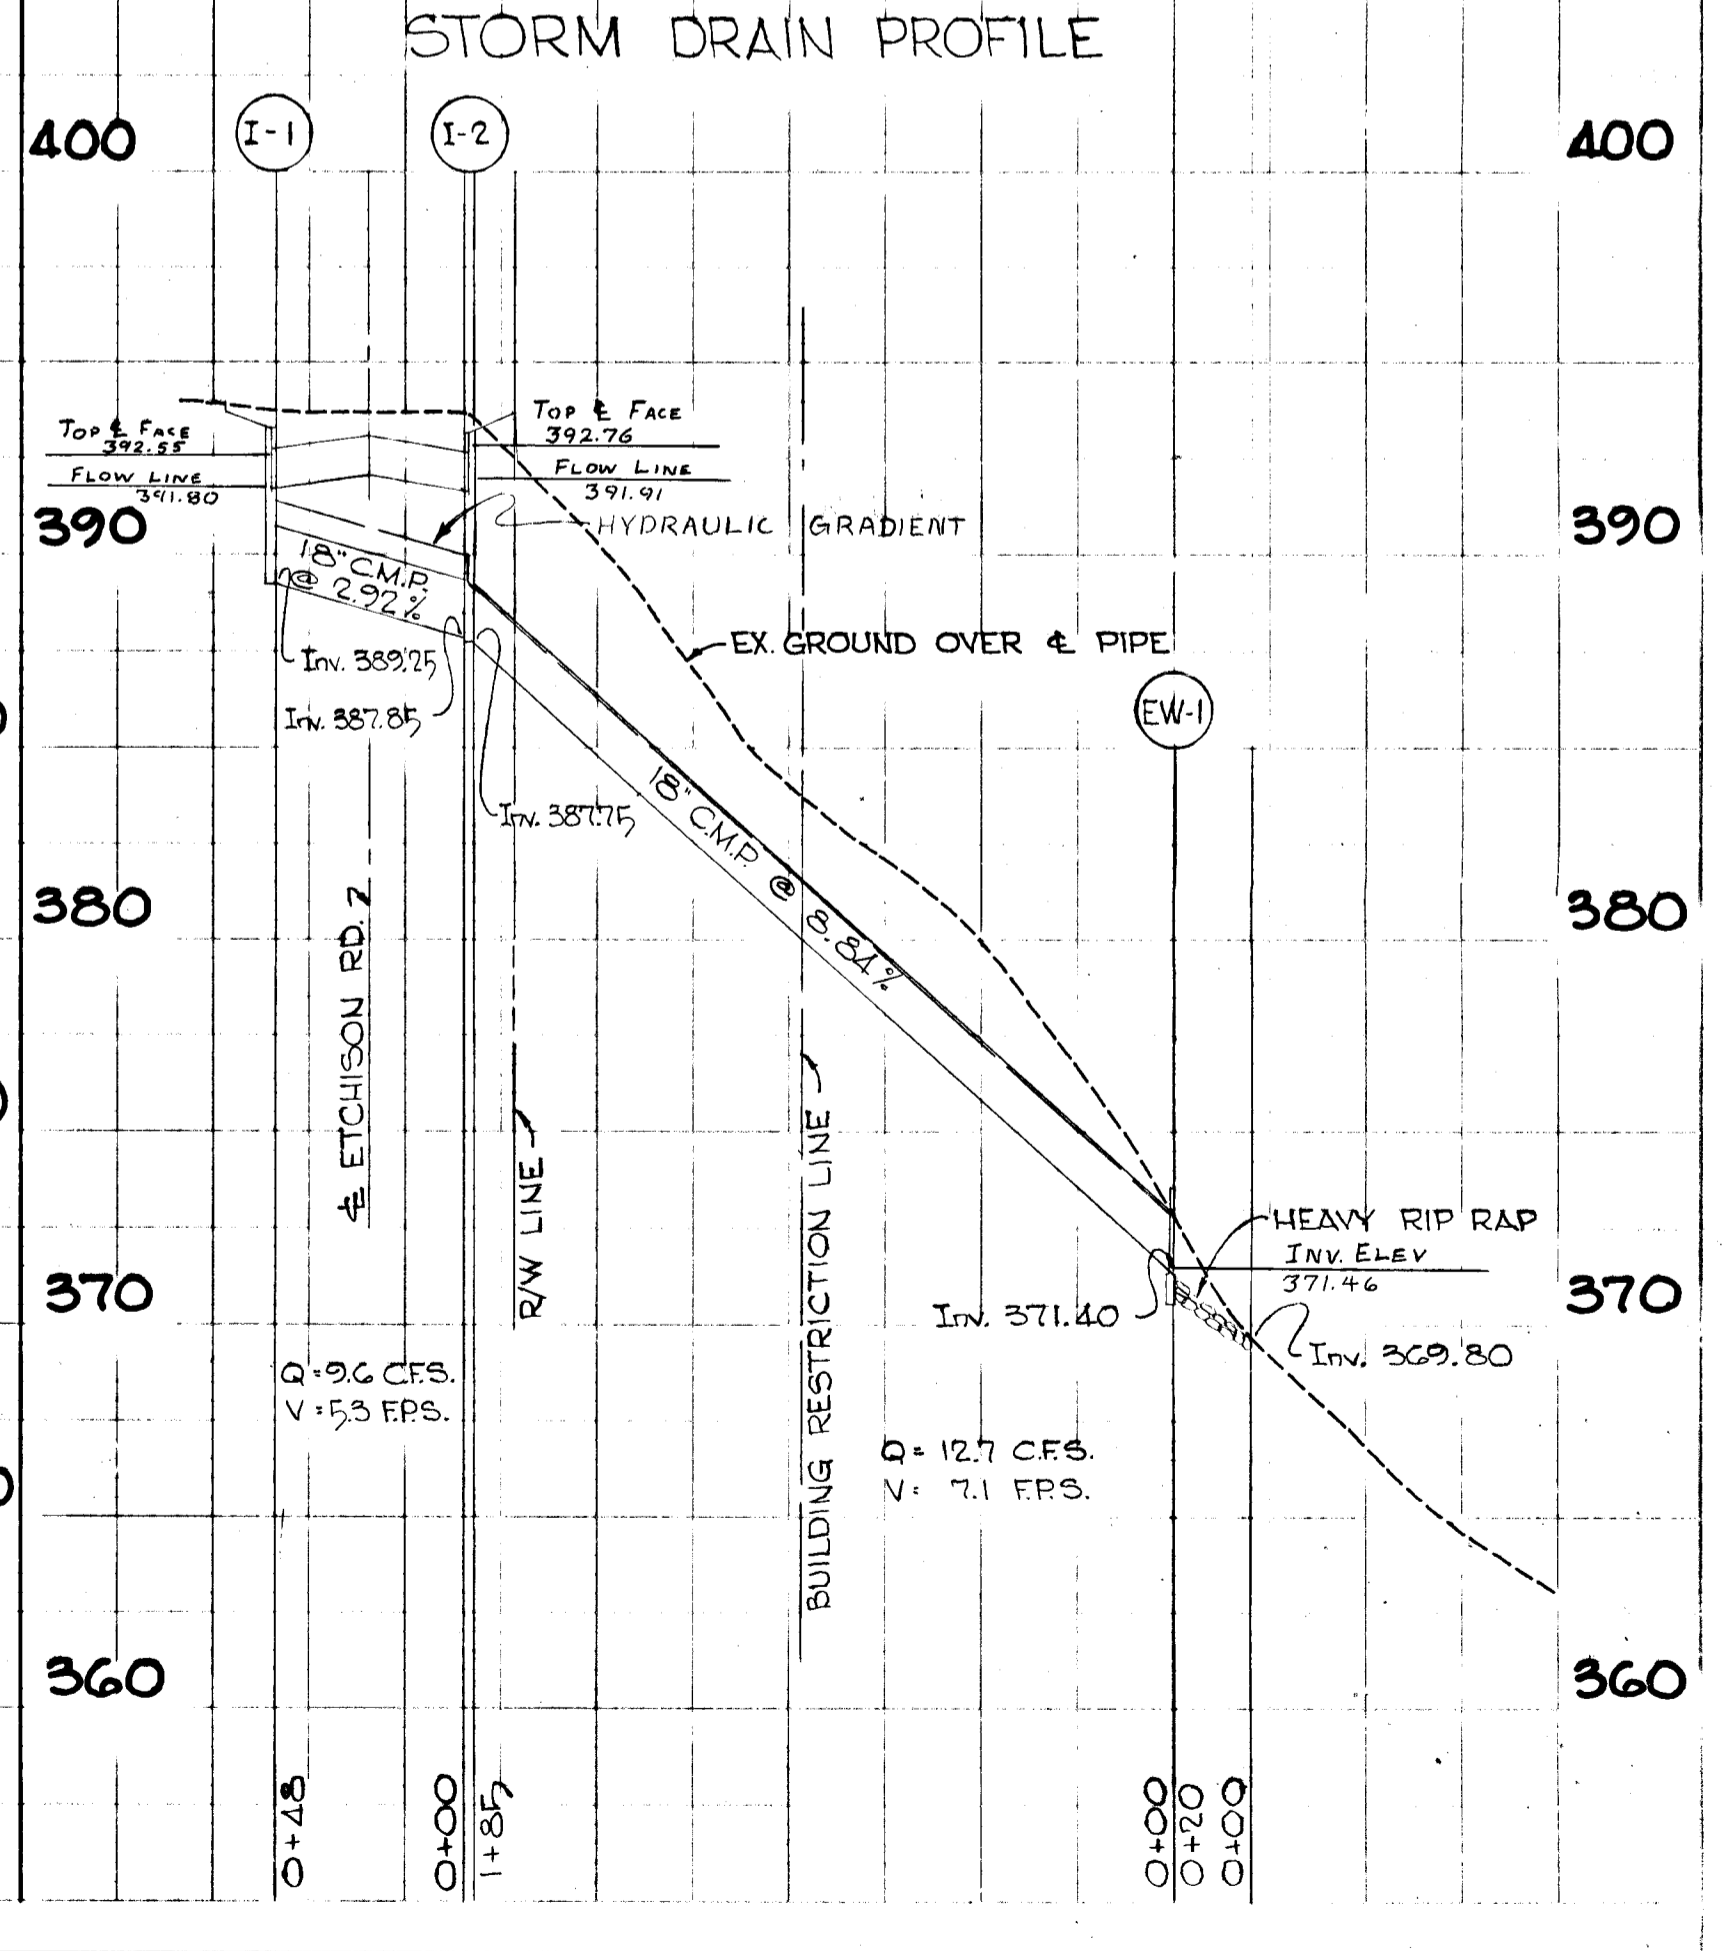 STORM DRAIN PROFILE
400
I-1
I-2
400
TOP ℄ FACE
392.55
FLOW LINE
391.80
TOP ℄ FACE
392.76
FLOW LINE
391.91
390
HYDRAULIC GRADIENT
390
18" C.M.P.
@ 2.92%
Inv. 389.25
Inv. 387.85
EX. GROUND OVER ℄ PIPE
EW-1
Inv. 387.75
18" C.M.P. @ 8.84%
380
380
℄ ETCHISON RD.
R/W LINE
BUILDING RESTRICTION LINE
HEAVY RIP RAP
INV. ELEV
371.46
370
370
Inv. 371.40
Inv. 369.80
Q = 9.6 C.F.S.
V = 5.3 F.P.S.
Q = 12.7 C.F.S.
V = 7.1 F.P.S.
360
360
0+48
0+00
1+85
0+00
0+20
0+00